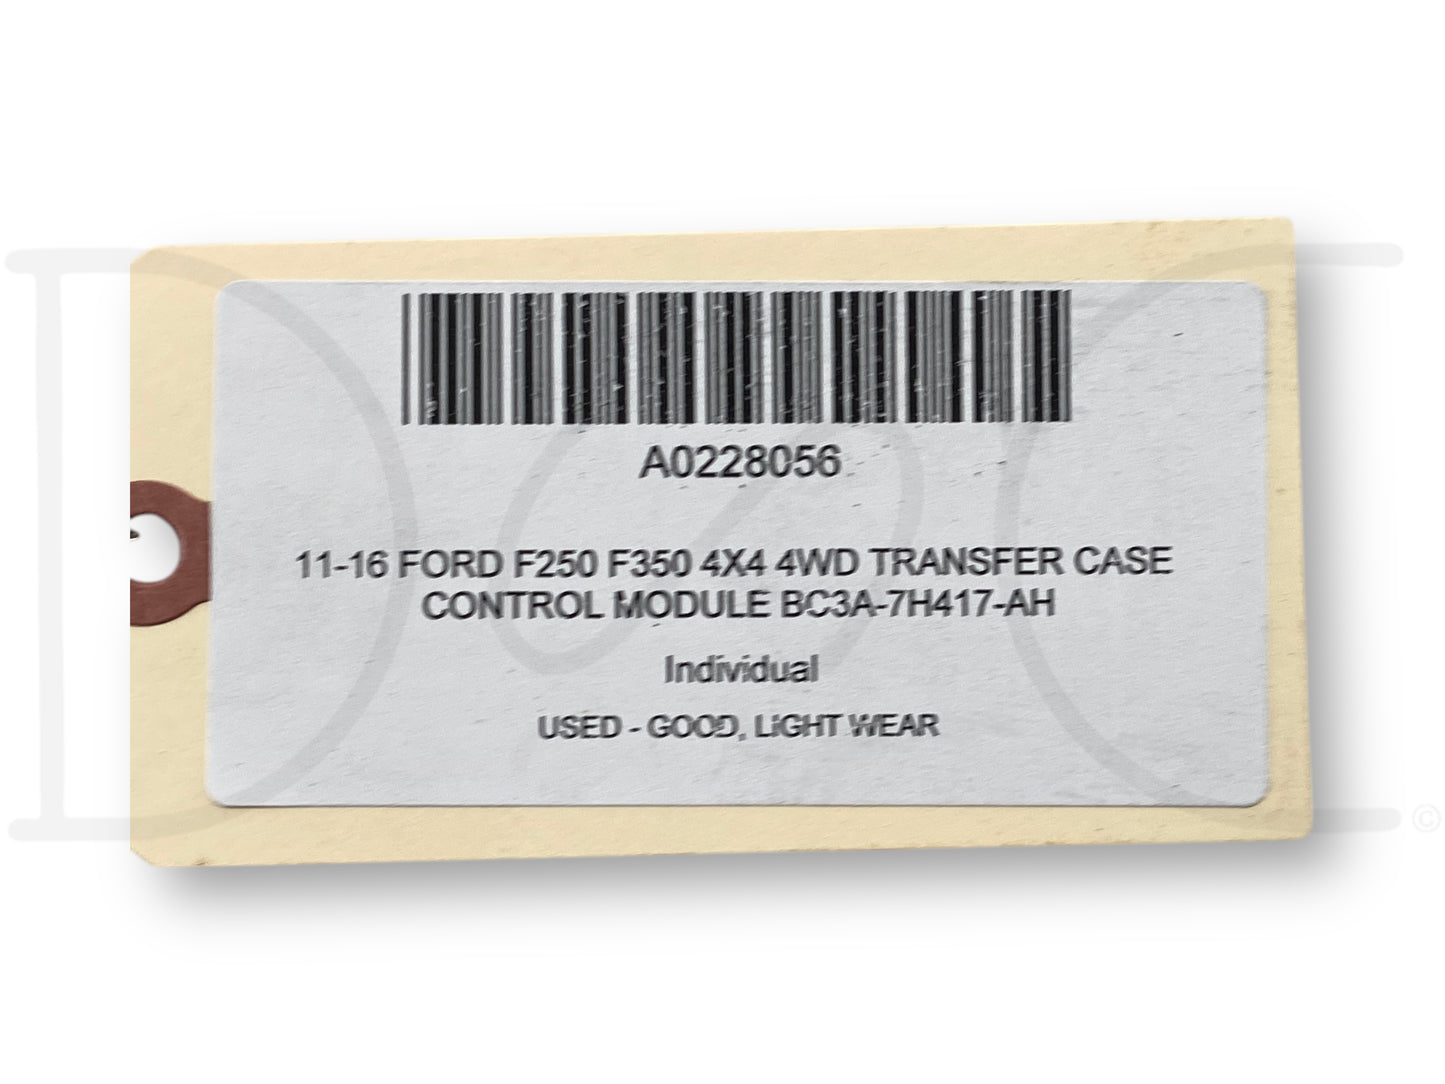 A0228056
11-16 FORD F250 F350 4X4 4WD TRANSFER CASE
CONTROL MODULE BC3A-7H417-AH
Individual
USED - GOOD, LIGHT WEAR
©